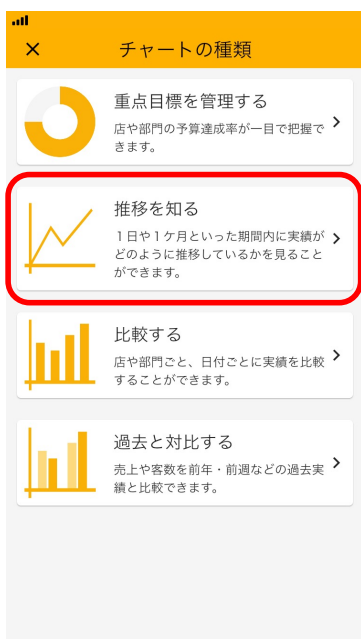 チャートの種類
重点目標を管理する
店や部門の予算達成率が一目で把握で
きます。
推移を知る
１日や１ケ月といった期間内に実績が
どのように推移しているかを見ること
ができます。
比較する
店や部門ごと、日付ごとに実績を比較
することができます。
過去と対比する
売上や客数を前年・前週などの過去実
績と比較できます。